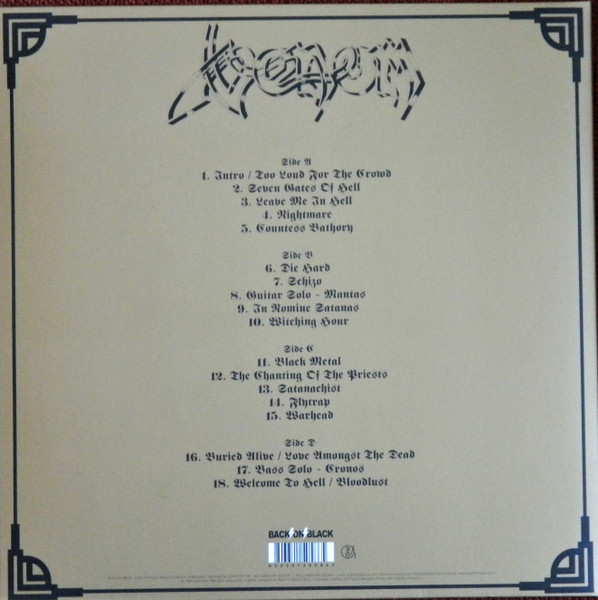 Venom
Side A
1. Intro / Too Loud For The Crowd
2. Seven Gates Of Hell
3. Leave Me In Hell
4. Nightmare
5. Countess Bathory
Side B
6. Die Hard
7. Schizo
8. Guitar Solo - Mantas
9. In Nomine Satanas
10. Witching Hour
Side C
11. Black Metal
12. The Chanting Of The Priests
13. Satanachist
14. Flytrap
15. Warhead
Side D
16. Buried Alive / Love Amongst The Dead
17. Bass Solo - Cronos
18. Welcome To Hell / Bloodlust
BACK ON BLACK